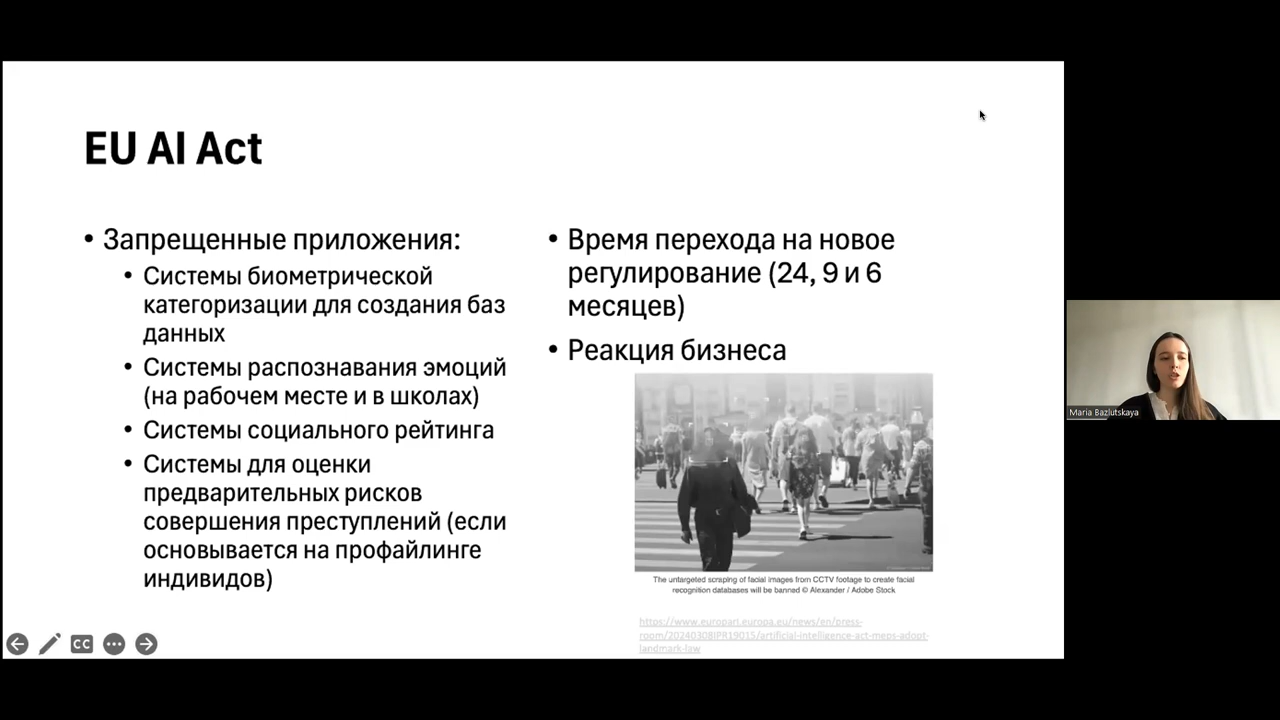 EU AI Act
• Запрещенные приложения:
• Системы биометрической
категоризации для создания баз
данных
• Системы распознавания эмоций
(на рабочем месте и в школах)
• Системы социального рейтинга
• Системы для оценки
предварительных рисков
совершения преступлений (если
основывается на профайлинге
индивидов)
• Время перехода на новое
регулирование (24, 9 и 6
месяцев)
• Реакция бизнеса
The untargeted scraping of facial images from CCTV footage to create facial
recognition databases will be banned © Alexander / Adobe Stock
https://www.europarl.europa.eu/news/en/press-
room/20240308IPR19015/artificial-intelligence-act-meps-adopt-
landmark-law
CC
Maria Bazlutskaya